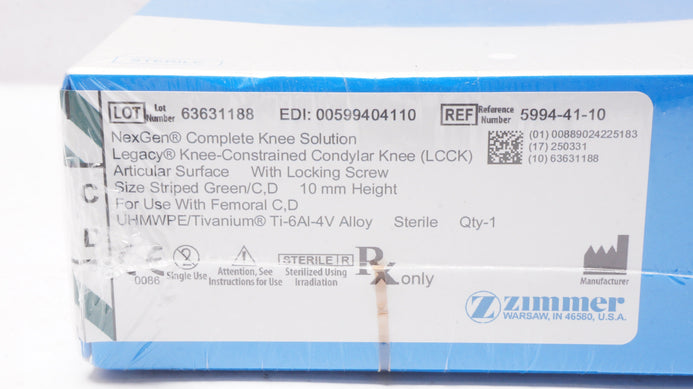 STERILE
LOT Lot Number 63631188 EDI: 00599404110 REF Reference Number 5994-41-10
NexGen® Complete Knee Solution
Legacy® Knee-Constrained Condylar Knee (LCCK)
Articular Surface With Locking Screw
Size Striped Green/C,D 10 mm Height
For Use With Femoral C,D
UHMWPE/Tivanium® Ti-6Al-4V Alloy Sterile Qty-1
(01) 00889024225183
(17) 250331
(10) 63631188
C
D
CE 0086
2 Single Use
Attention, See Instructions for Use
STERILE R Sterilized Using Irradiation
Rx only
Manufacturer
Z zimmer
WARSAW, IN 46580, U.S.A.